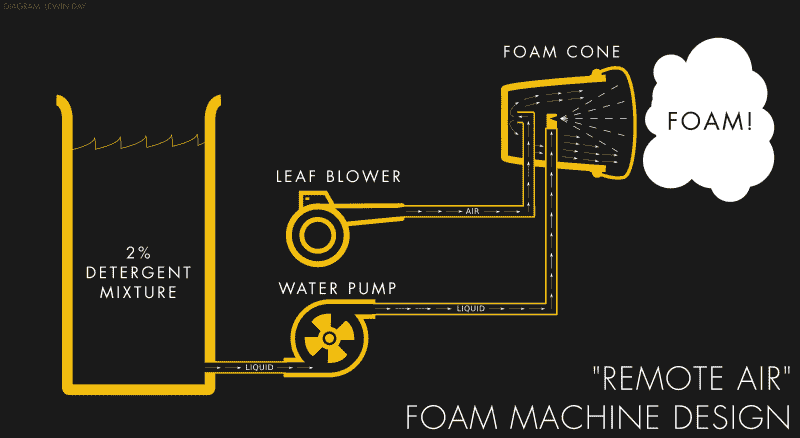 DIAGRAM: LEWIN DAY
FOAM CONE
FOAM!
LEAF BLOWER
AIR
2%
DETERGENT
MIXTURE
WATER PUMP
LIQUID
LIQUID
"REMOTE AIR"
FOAM MACHINE DESIGN